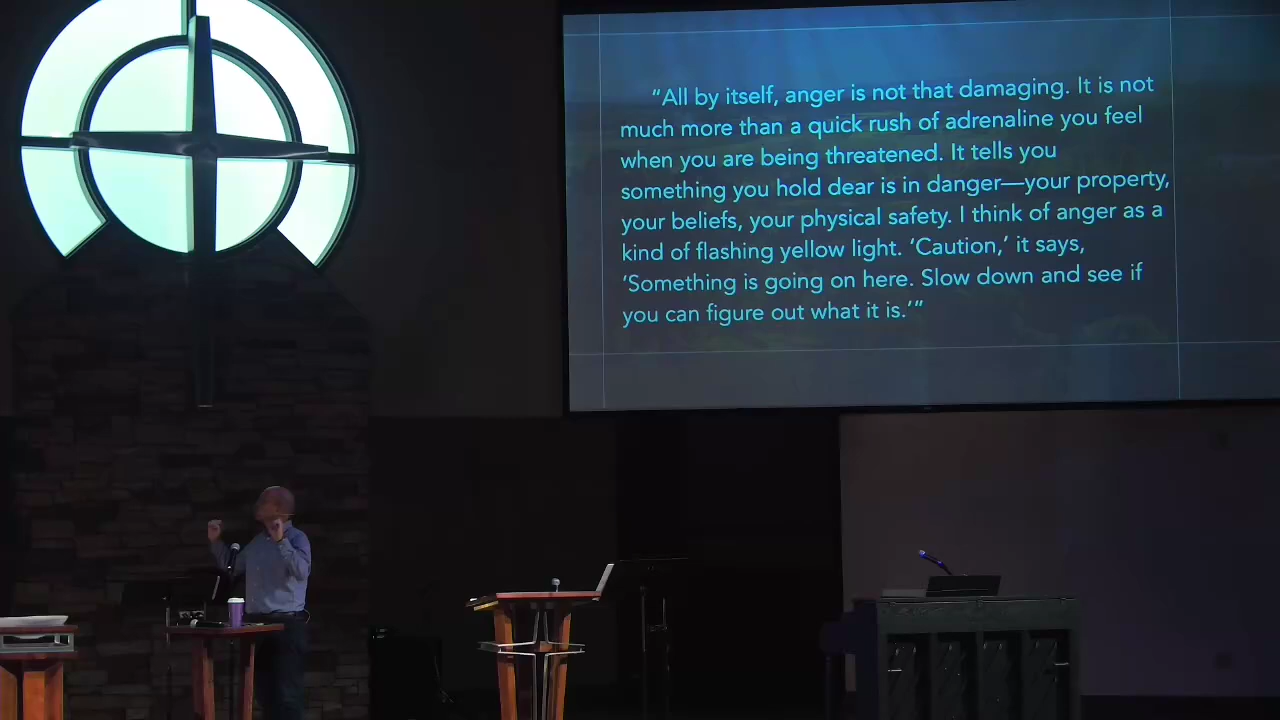 “All by itself, anger is not that damaging. It is not
much more than a quick rush of adrenaline you feel
when you are being threatened. It tells you
something you hold dear is in danger—your property,
your beliefs, your physical safety. I think of anger as a
kind of flashing yellow light. ‘Caution,’ it says,
‘Something is going on here. Slow down and see if
you can figure out what it is.’”